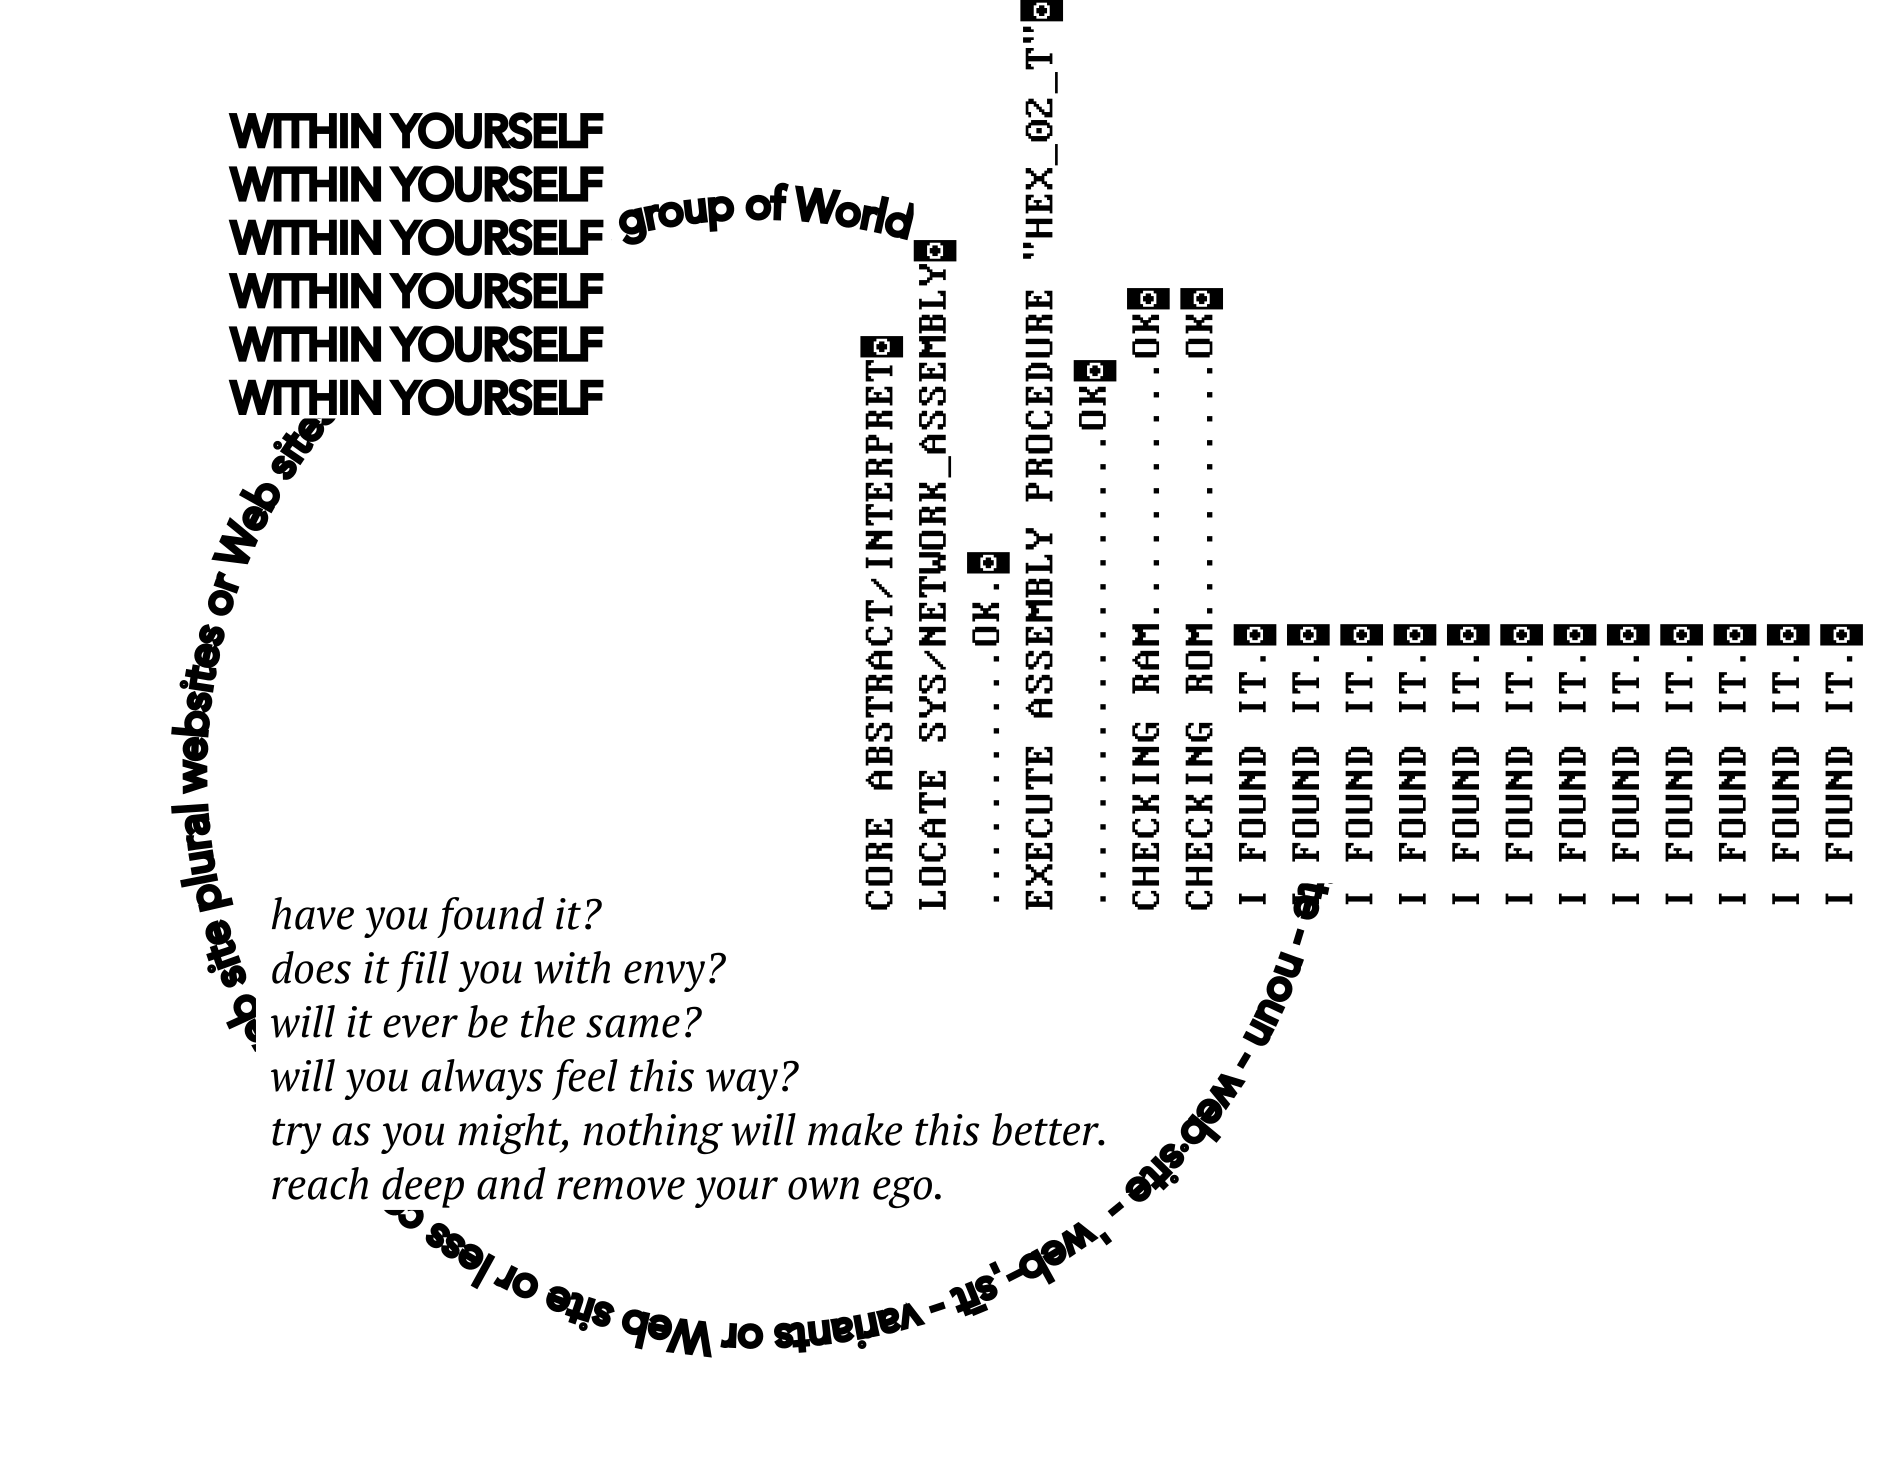 WITHIN YOURSELF
WITHIN YOURSELF
WITHIN YOURSELF
WITHIN YOURSELF
WITHIN YOURSELF
WITHIN YOURSELF
group of World
CORE ABSTRACT/INTERPRET◙
LOCATE SYS/NETWORK_ASSEMBLY◙
...........OK.◙
EXECUTE ASSEMBLY PROCEDURE "HEX_02_T"◙
....................OK◙
CHECKING RAM...........OK◙
CHECKING ROM...........OK◙
I FOUND IT.◙
I FOUND IT.◙
I FOUND IT.◙
I FOUND IT.◙
I FOUND IT.◙
I FOUND IT.◙
I FOUND IT.◙
I FOUND IT.◙
I FOUND IT.◙
I FOUND IT.◙
I FOUND IT.◙
I FOUND IT.◙
te - noun - web·site - ˈweb-ˌsīt - variants or Web site or less c
site plural websites or Web sites
have you found it?
does it fill you with envy?
will it ever be the same?
will you always feel this way?
try as you might, nothing will make this better.
reach deep and remove your own ego.